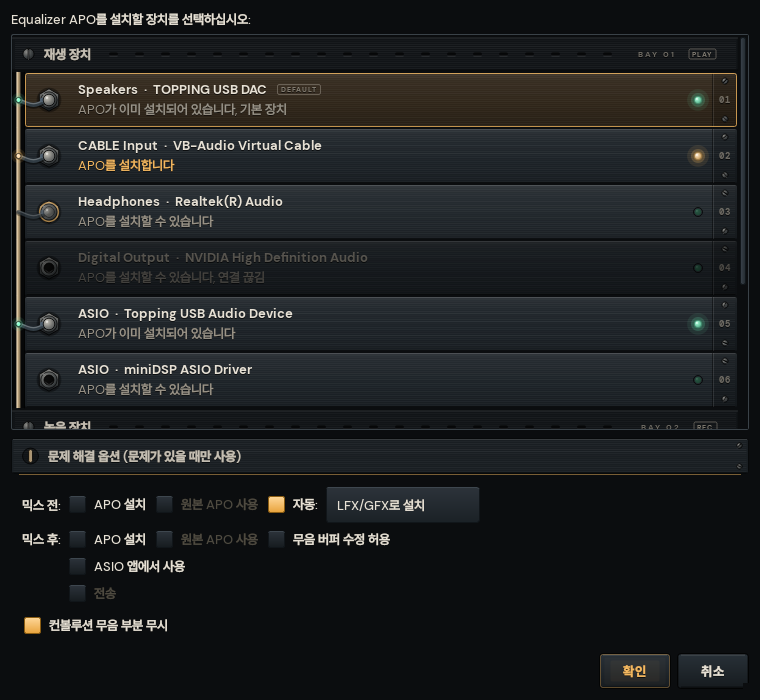 Equalizer APO를 설치할 장치를 선택하십시오:
재생 장치 BAY 01 PLAY
Speakers · TOPPING USB DAC DEFAULT
APO가 이미 설치되어 있습니다, 기본 장치
01
CABLE Input · VB-Audio Virtual Cable
APO를 설치합니다
02
Headphones · Realtek(R) Audio
APO를 설치할 수 있습니다
03
Digital Output · NVIDIA High Definition Audio
APO를 설치할 수 있습니다, 연결 끊김
04
ASIO · Topping USB Audio Device
APO가 이미 설치되어 있습니다
05
ASIO · miniDSP ASIO Driver
APO를 설치할 수 있습니다
06
녹음 장치 BAY 02 REC
문제 해결 옵션 (문제가 있을 때만 사용)
믹스 전: APO 설치 원본 APO 사용 자동: LFX/GFX로 설치
믹스 후: APO 설치 원본 APO 사용 무음 버퍼 수정 허용
ASIO 앱에서 사용
전송
컨볼루션 무음 부분 무시
확인 취소